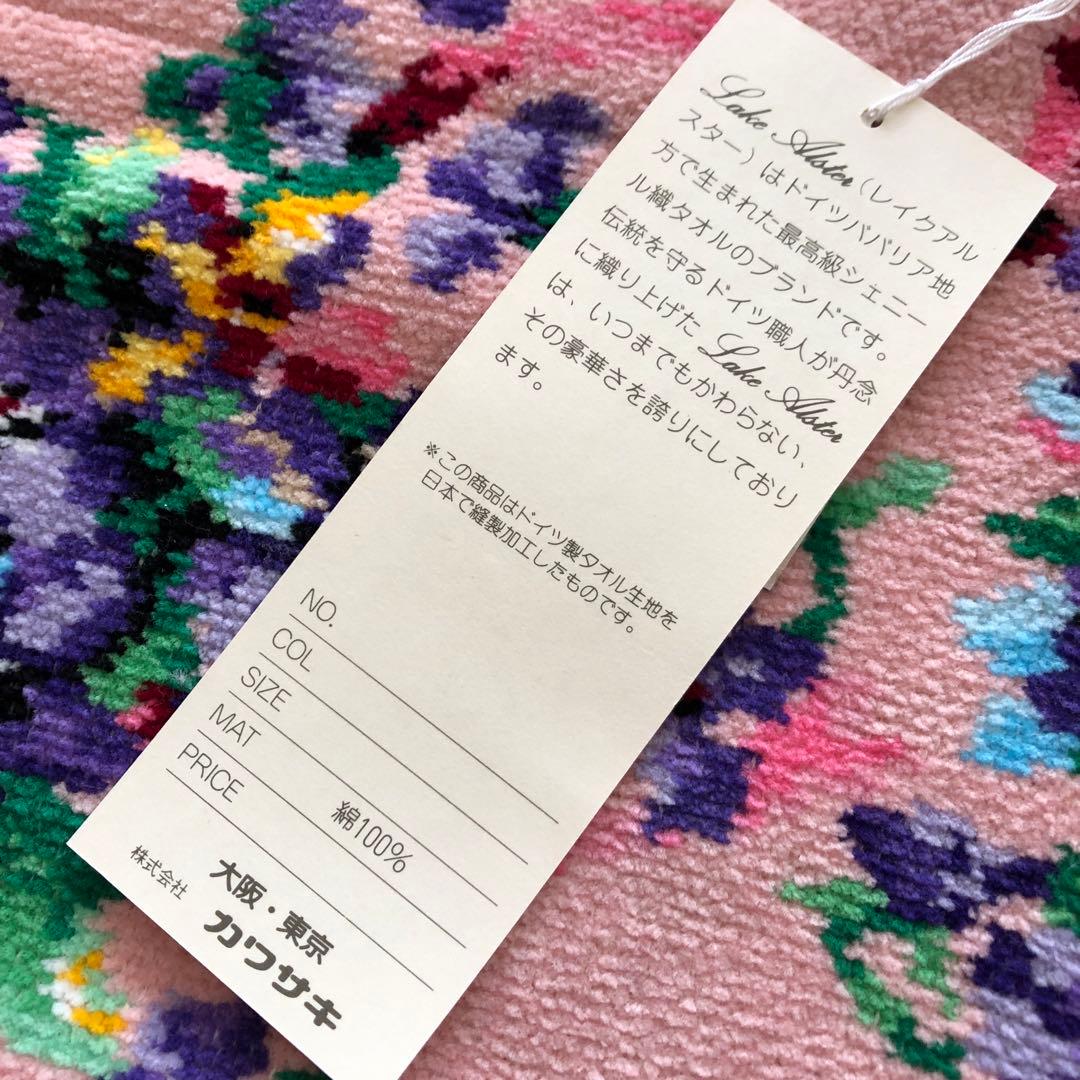 Lake Alster（レイクアル
スター）はドイツババリア地
方で生まれた最高級シェニー
ル織タオルのブランドです。
伝統を守るドイツ職人が丹念
に織り上げた Lake Alster
は、いつまでもかわらない、
その豪華さを誇りにしており
ます。
※この商品はドイツ製タオル生地を
日本で縫製加工したものです。
NO.
COL
SIZE
MAT 綿100%
PRICE
大阪・東京
株式会社 カワサキ